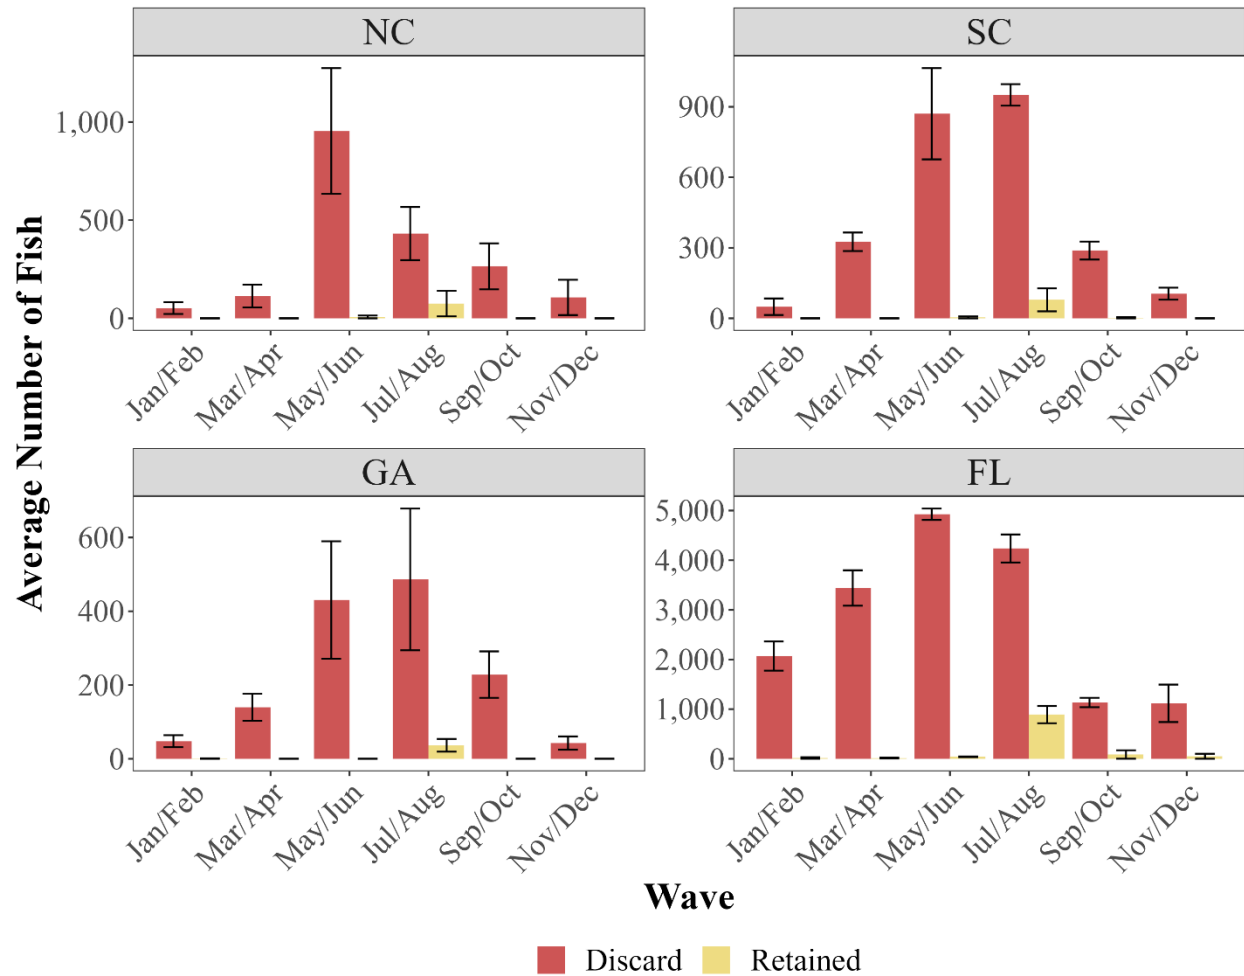 NC
SC
Average Number of Fish
1,000
500
0
Jan/Feb
Mar/Apr
May/Jun
Jul/Aug
Sep/Oct
Nov/Dec
900
600
300
0
Jan/Feb
Mar/Apr
May/Jun
Jul/Aug
Sep/Oct
Nov/Dec
GA
FL
600
400
200
0
Jan/Feb
Mar/Apr
May/Jun
Jul/Aug
Sep/Oct
Nov/Dec
5,000
4,000
3,000
2,000
1,000
0
Jan/Feb
Mar/Apr
May/Jun
Jul/Aug
Sep/Oct
Nov/Dec
Wave
Discard Retained